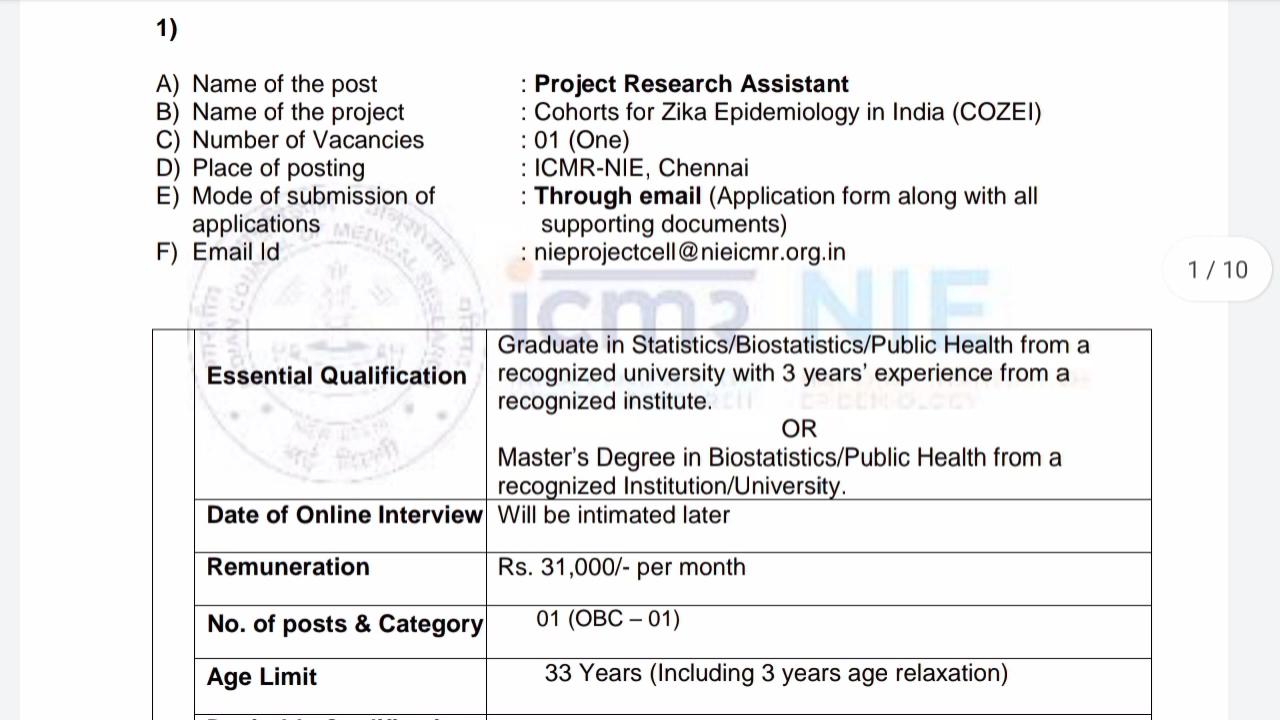 1)
A) Name of the post : Project Research Assistant
B) Name of the project : Cohorts for Zika Epidemiology in India (COZEI)
C) Number of Vacancies : 01 (One)
D) Place of posting : ICMR-NIE, Chennai
E) Mode of submission of : Through email (Application form along with all
applications supporting documents)
F) Email Id : nieprojectcell@nieicmr.org.in
1 / 10
icmr NIE
Essential Qualification
Graduate in Statistics/Biostatistics/Public Health from a
recognized university with 3 years’ experience from a
recognized institute.
OR
Master’s Degree in Biostatistics/Public Health from a
recognized Institution/University.
Date of Online Interview Will be intimated later
Remuneration Rs. 31,000/- per month
No. of posts & Category 01 (OBC – 01)
Age Limit 33 Years (Including 3 years age relaxation)